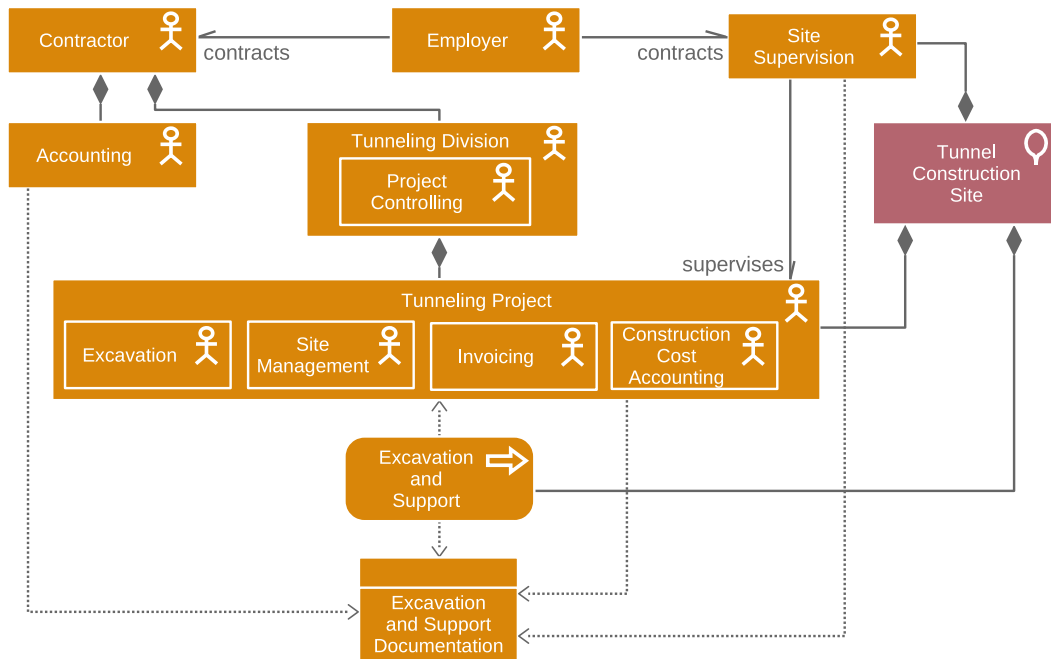 Contractor
contracts
Employer
contracts
Site
Supervision
Accounting
Tunneling Division
Project
Controlling
Tunnel
Construction
Site
supervises
Tunneling Project
Excavation
Site
Management
Invoicing
Construction
Cost
Accounting
Excavation
and
Support
Excavation
and Support
Documentation